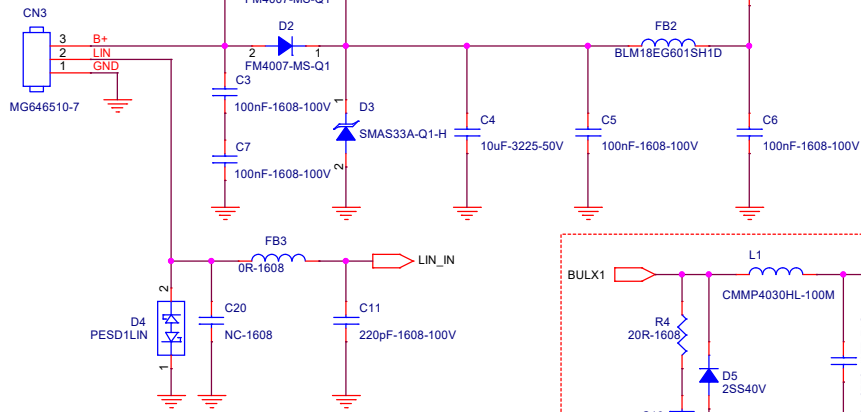 FM4007-MS-Q1
CN3
D2
FB2
3 B+
2 LIN
1 GND
2 1
FM4007-MS-Q1
BLM18EG601SH1D
MG646510-7
C3
100nF-1608-100V
1
D3
SMAS33A-Q1-H
2
C4
10uF-3225-50V
C5
100nF-1608-100V
C6
100nF-1608-100V
C7
100nF-1608-100V
FB3
0R-1608
LIN_IN
BULX1
L1
CMMP4030HL-100M
2
D4
PESD1LIN
1
C20
NC-1608
C11
220pF-1608-100V
R4
20R-1608
D5
2SS40V